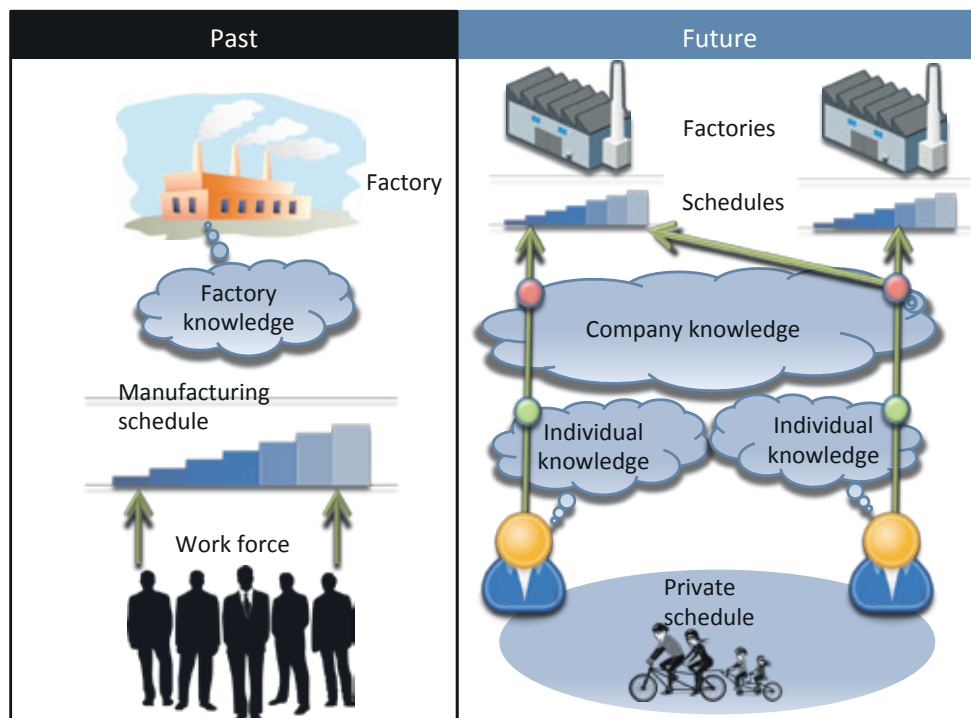 Past
Factory
Factory
knowledge
Manufacturing
schedule
Work force
Future
Factories
Schedules
Company knowledge
Individual
knowledge
Individual
knowledge
Private
schedule